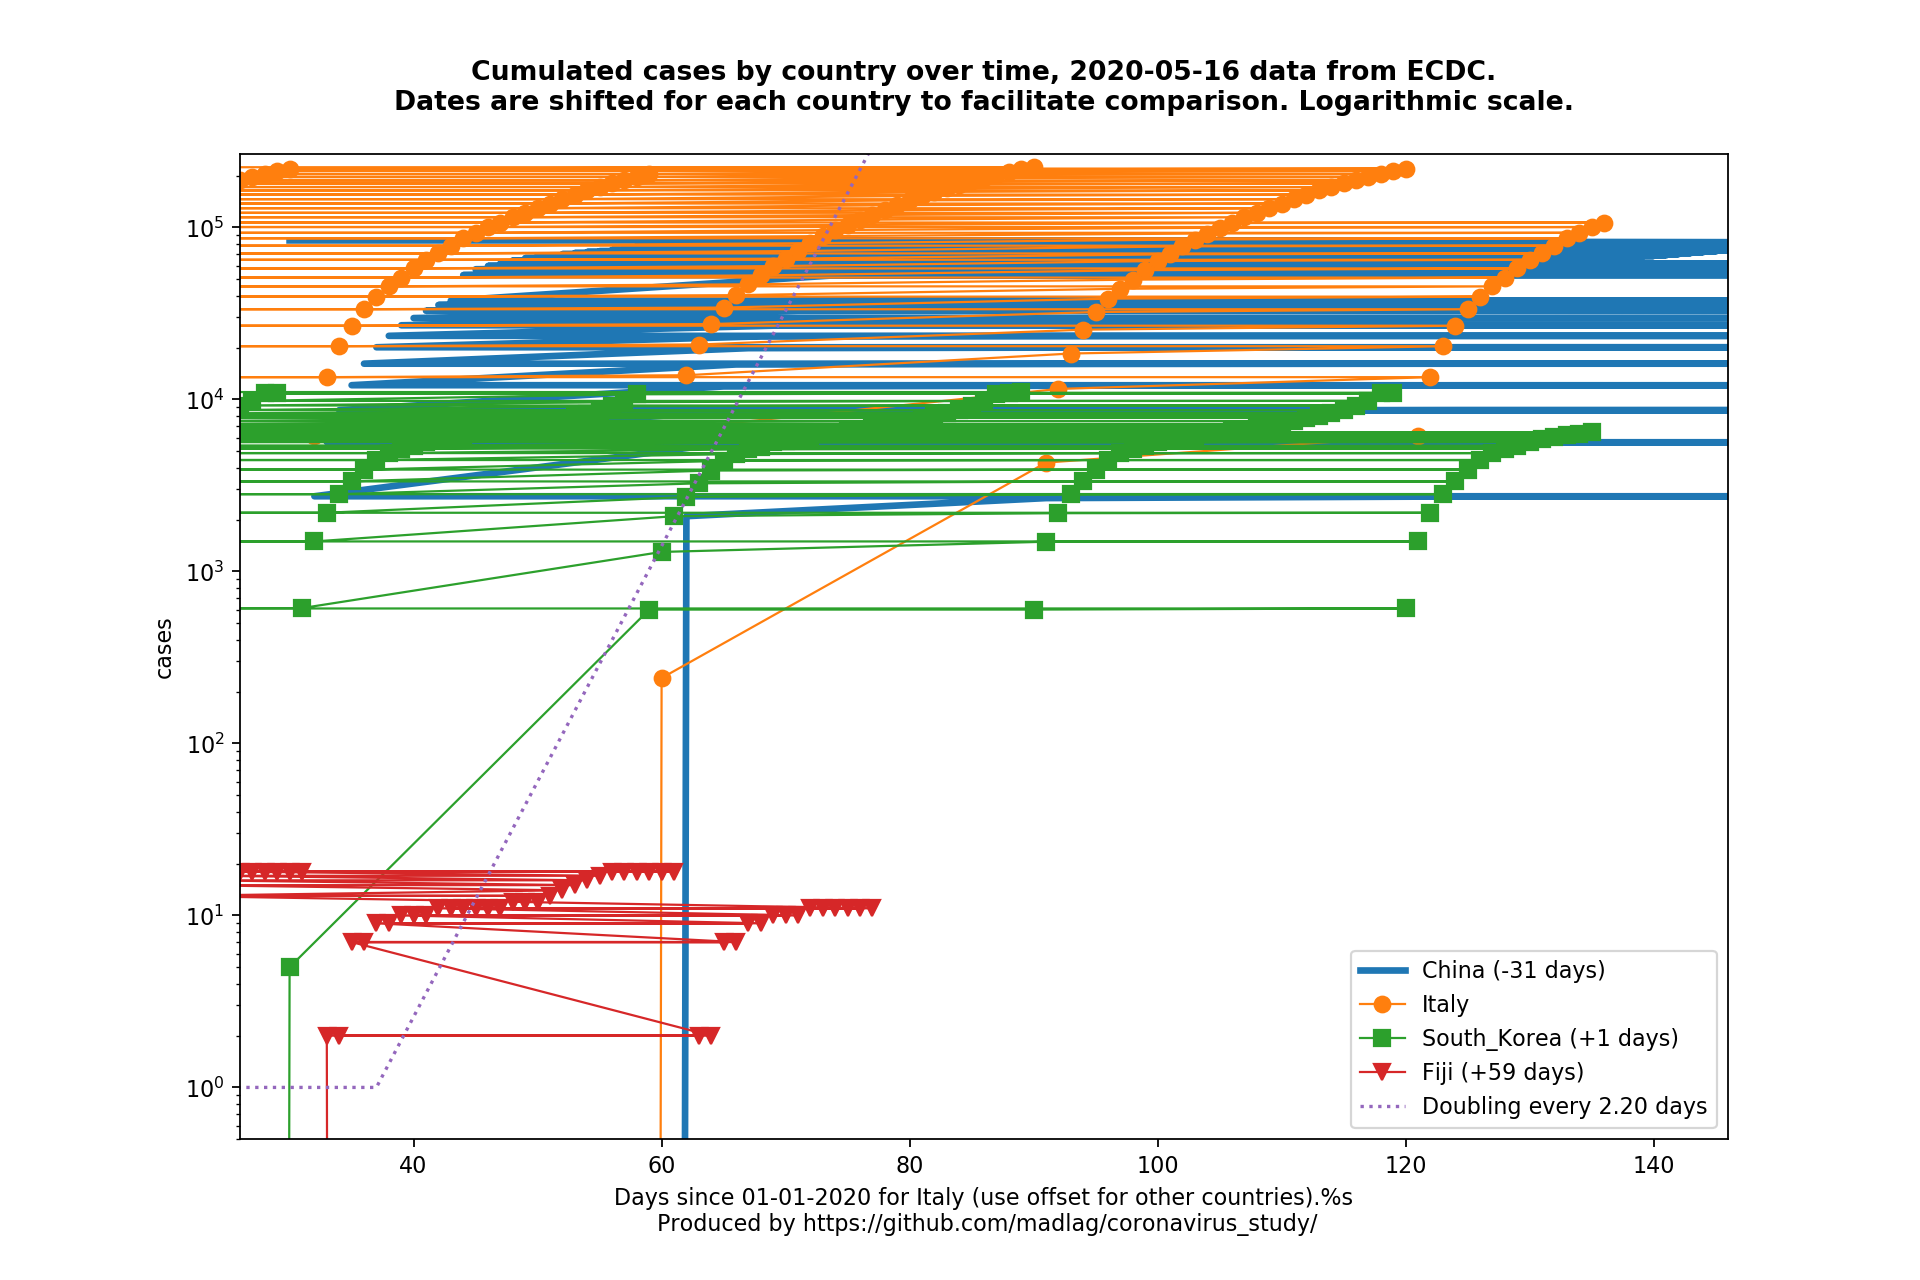 Cumulated cases by country over time, 2020-05-16 data from ECDC.
Dates are shifted for each country to facilitate comparison. Logarithmic scale.
10^5
10^4
10^3
10^2
10^1
10^0
cases
China (-31 days)
Italy
South_Korea (+1 days)
Fiji (+59 days)
Doubling every 2.20 days
40 60 80 100 120 140
Days since 01-01-2020 for Italy (use offset for other countries).%s
Produced by https://github.com/madlag/coronavirus_study/